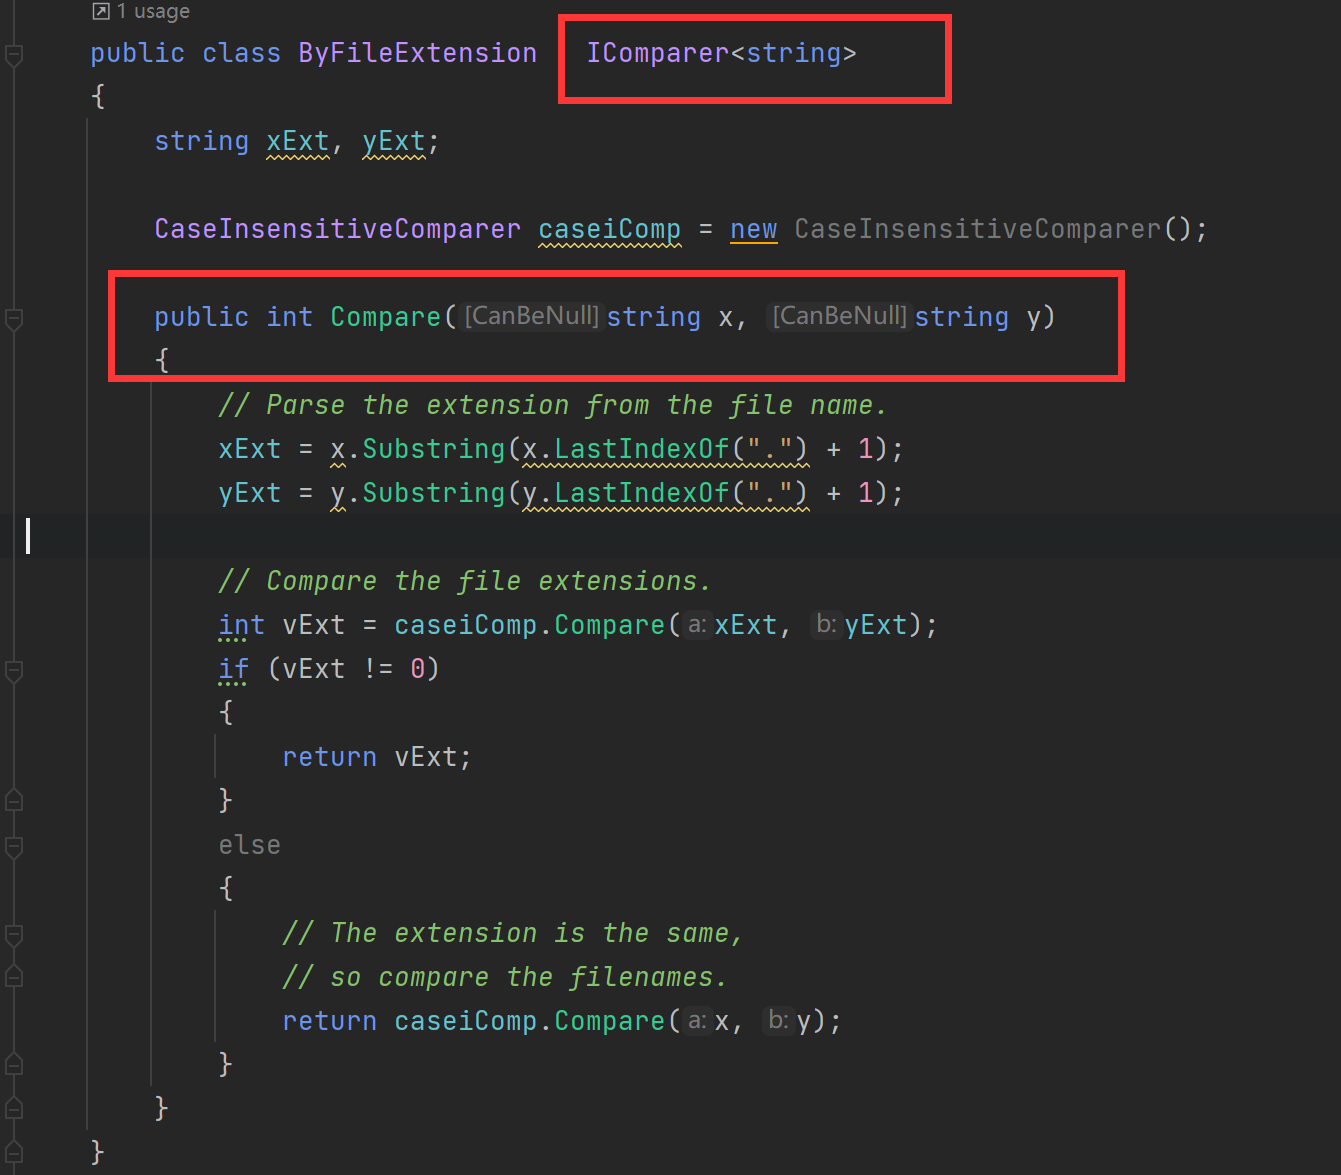 1 usage
public class ByFileExtension IComparer<string>
{
string xExt, yExt;
CaseInsensitiveComparer caseiComp = new CaseInsensitiveComparer();
public int Compare([CanBeNull] string x, [CanBeNull] string y)
{
// Parse the extension from the file name.
xExt = x.Substring(x.LastIndexOf(".") + 1);
yExt = y.Substring(y.LastIndexOf(".") + 1);
// Compare the file extensions.
int vExt = caseiComp.Compare(a: xExt, b: yExt);
if (vExt != 0)
{
return vExt;
}
else
{
// The extension is the same,
// so compare the filenames.
return caseiComp.Compare(a: x, b: y);
}
}
}